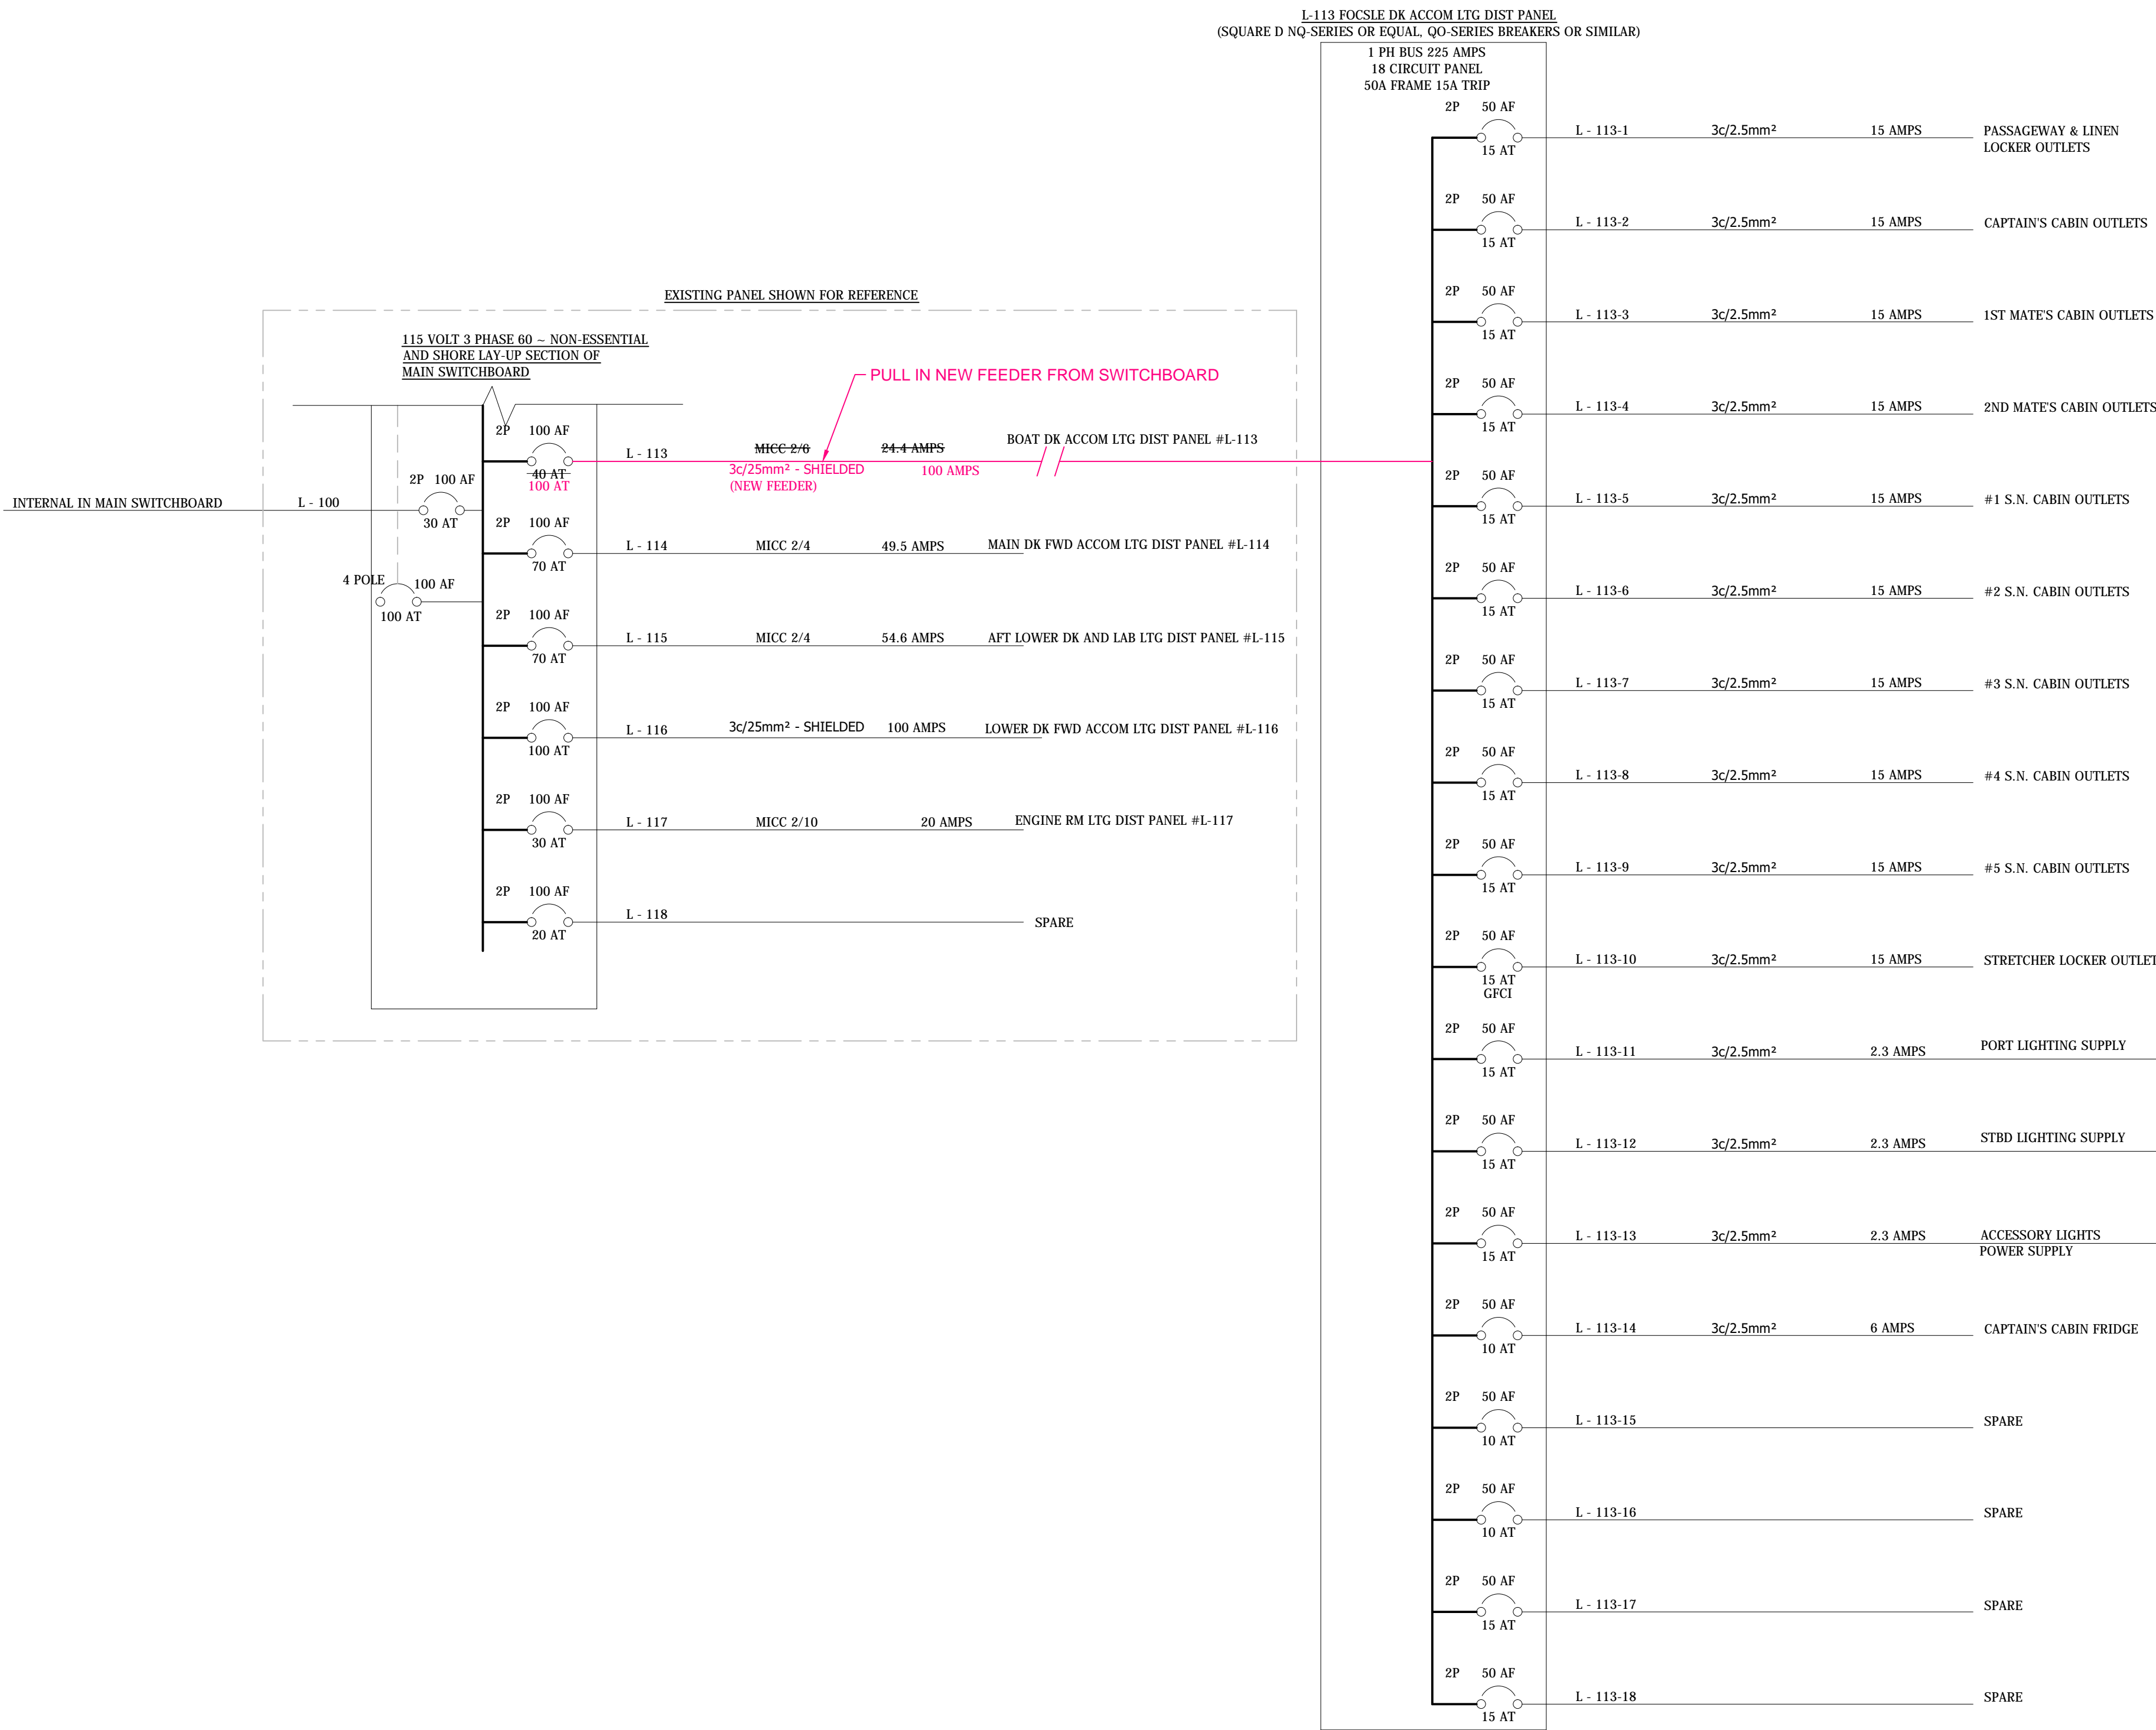 L-113 FOCSLE DK ACCOM LTG DIST PANEL
(SQUARE D NQ-SERIES OR EQUAL, QO-SERIES BREAKERS OR SIMILAR)
EXISTING PANEL SHOWN FOR REFERENCE
115 VOLT 3 PHASE 60 ~ NON-ESSENTIAL
AND SHORE LAY-UP SECTION OF
MAIN SWITCHBOARD
PULL IN NEW FEEDER FROM SWITCHBOARD
INTERNAL IN MAIN SWITCHBOARD L - 100
2P 100 AF
30 AT
4 POLE 100 AF
100 AT
2P 100 AF
40 AT
100 AT
L - 113 MICC 2/6 24.4 AMPS BOAT DK ACCOM LTG DIST PANEL #L-113
3c/25mm² - SHIELDED 100 AMPS
(NEW FEEDER)
2P 100 AF
70 AT
L - 114 MICC 2/4 49.5 AMPS MAIN DK FWD ACCOM LTG DIST PANEL #L-114
2P 100 AF
70 AT
L - 115 MICC 2/4 54.6 AMPS AFT LOWER DK AND LAB LTG DIST PANEL #L-115
2P 100 AF
100 AT
L - 116 3c/25mm² - SHIELDED 100 AMPS LOWER DK FWD ACCOM LTG DIST PANEL #L-116
2P 100 AF
30 AT
L - 117 MICC 2/10 20 AMPS ENGINE RM LTG DIST PANEL #L-117
2P 100 AF
20 AT
L - 118 SPARE
1 PH BUS 225 AMPS
18 CIRCUIT PANEL
50A FRAME 15A TRIP
2P 50 AF
15 AT
L - 113-1 3c/2.5mm² 15 AMPS PASSAGEWAY & LINEN
LOCKER OUTLETS
2P 50 AF
15 AT
L - 113-2 3c/2.5mm² 15 AMPS CAPTAIN'S CABIN OUTLETS
2P 50 AF
15 AT
L - 113-3 3c/2.5mm² 15 AMPS 1ST MATE'S CABIN OUTLETS
2P 50 AF
15 AT
L - 113-4 3c/2.5mm² 15 AMPS 2ND MATE'S CABIN OUTLETS
2P 50 AF
15 AT
L - 113-5 3c/2.5mm² 15 AMPS #1 S.N. CABIN OUTLETS
2P 50 AF
15 AT
L - 113-6 3c/2.5mm² 15 AMPS #2 S.N. CABIN OUTLETS
2P 50 AF
15 AT
L - 113-7 3c/2.5mm² 15 AMPS #3 S.N. CABIN OUTLETS
2P 50 AF
15 AT
L - 113-8 3c/2.5mm² 15 AMPS #4 S.N. CABIN OUTLETS
2P 50 AF
15 AT
L - 113-9 3c/2.5mm² 15 AMPS #5 S.N. CABIN OUTLETS
2P 50 AF
15 AT
GFCI
L - 113-10 3c/2.5mm² 15 AMPS STRETCHER LOCKER OUTLET
2P 50 AF
15 AT
L - 113-11 3c/2.5mm² 2.3 AMPS PORT LIGHTING SUPPLY
2P 50 AF
15 AT
L - 113-12 3c/2.5mm² 2.3 AMPS STBD LIGHTING SUPPLY
2P 50 AF
15 AT
L - 113-13 3c/2.5mm² 2.3 AMPS ACCESSORY LIGHTS
POWER SUPPLY
2P 50 AF
10 AT
L - 113-14 3c/2.5mm² 6 AMPS CAPTAIN'S CABIN FRIDGE
2P 50 AF
10 AT
L - 113-15 SPARE
2P 50 AF
10 AT
L - 113-16 SPARE
2P 50 AF
15 AT
L - 113-17 SPARE
2P 50 AF
15 AT
L - 113-18 SPARE